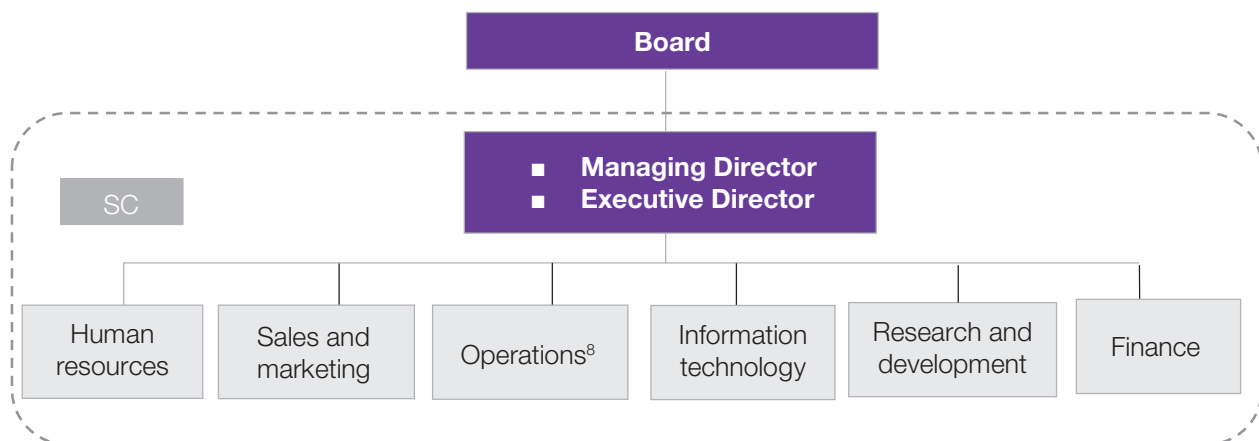 Board
■ Managing Director
■ Executive Director
SC
Human
resources
Sales and
marketing
Operations⁸
Information
technology
Research and
development
Finance